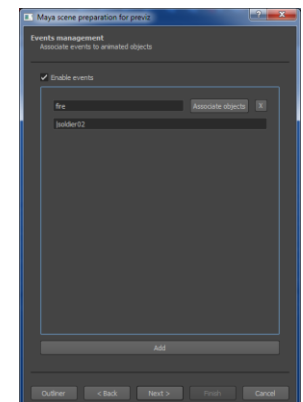 Maya scene preparation for previz
Events management
Associate events to animated objects
Enable events
fire Associate objects X
|soldier02
Add
Outliner < Back Next > Finish Cancel